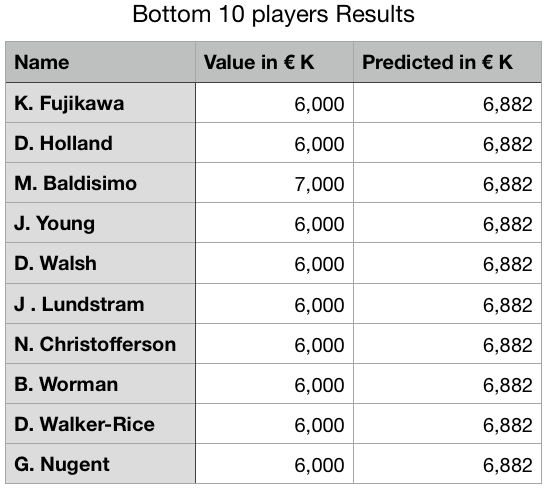 Bottom 10 players Results
Name Value in € K Predicted in € K
K. Fujikawa 6,000 6,882
D. Holland 6,000 6,882
M. Baldisimo 7,000 6,882
J. Young 6,000 6,882
D. Walsh 6,000 6,882
J . Lundstram 6,000 6,882
N. Christofferson 6,000 6,882
B. Worman 6,000 6,882
D. Walker-Rice 6,000 6,882
G. Nugent 6,000 6,882